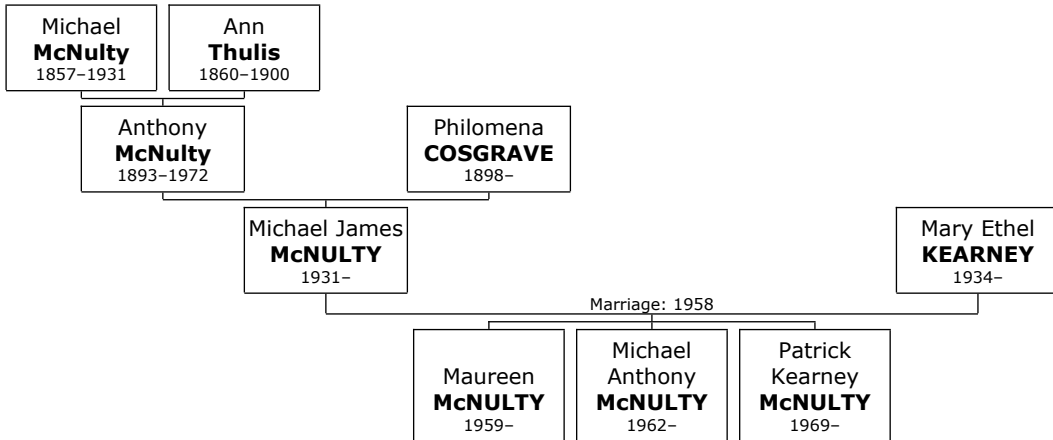 Michael
McNulty
1857–1931
Ann
Thulis
1860–1900
Anthony
McNulty
1893–1972
Philomena
COSGRAVE
1898–
Michael James
McNULTY
1931–
Mary Ethel
KEARNEY
1934–
Marriage: 1958
Maureen
McNULTY
1959–
Michael
Anthony
McNULTY
1962–
Patrick
Kearney
McNULTY
1969–